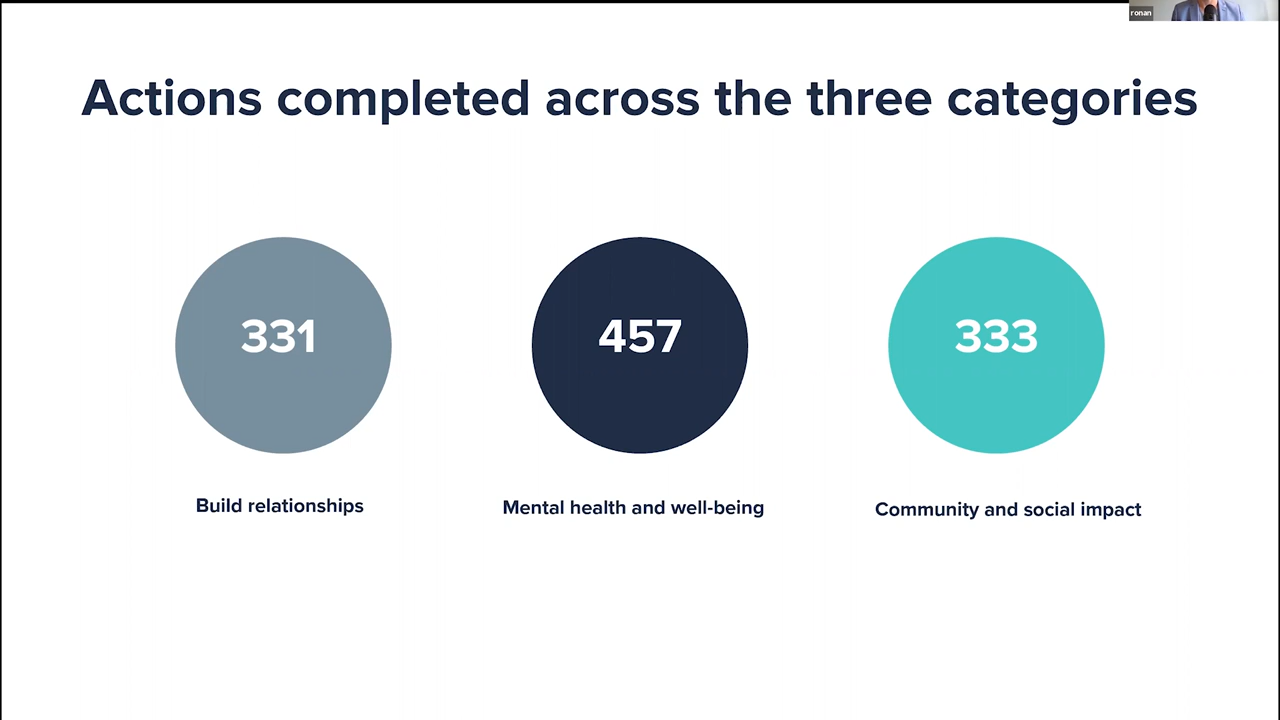 ronan
Actions completed across the three categories
331
457
333
Build relationships
Mental health and well-being
Community and social impact